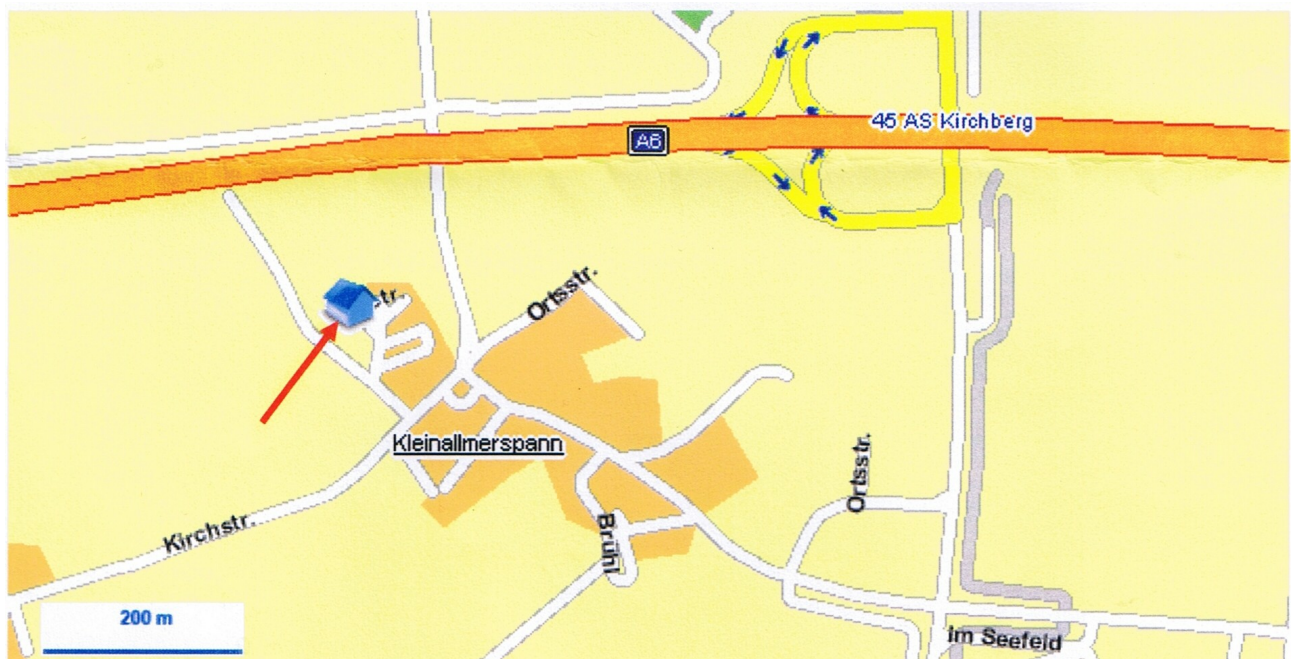 45 AS Kirchberg
A6
str.
Ortsstr.
Kleinallmerspann
Ortsstr.
Kirchstr.
Brühl
200 m
im Seefeld